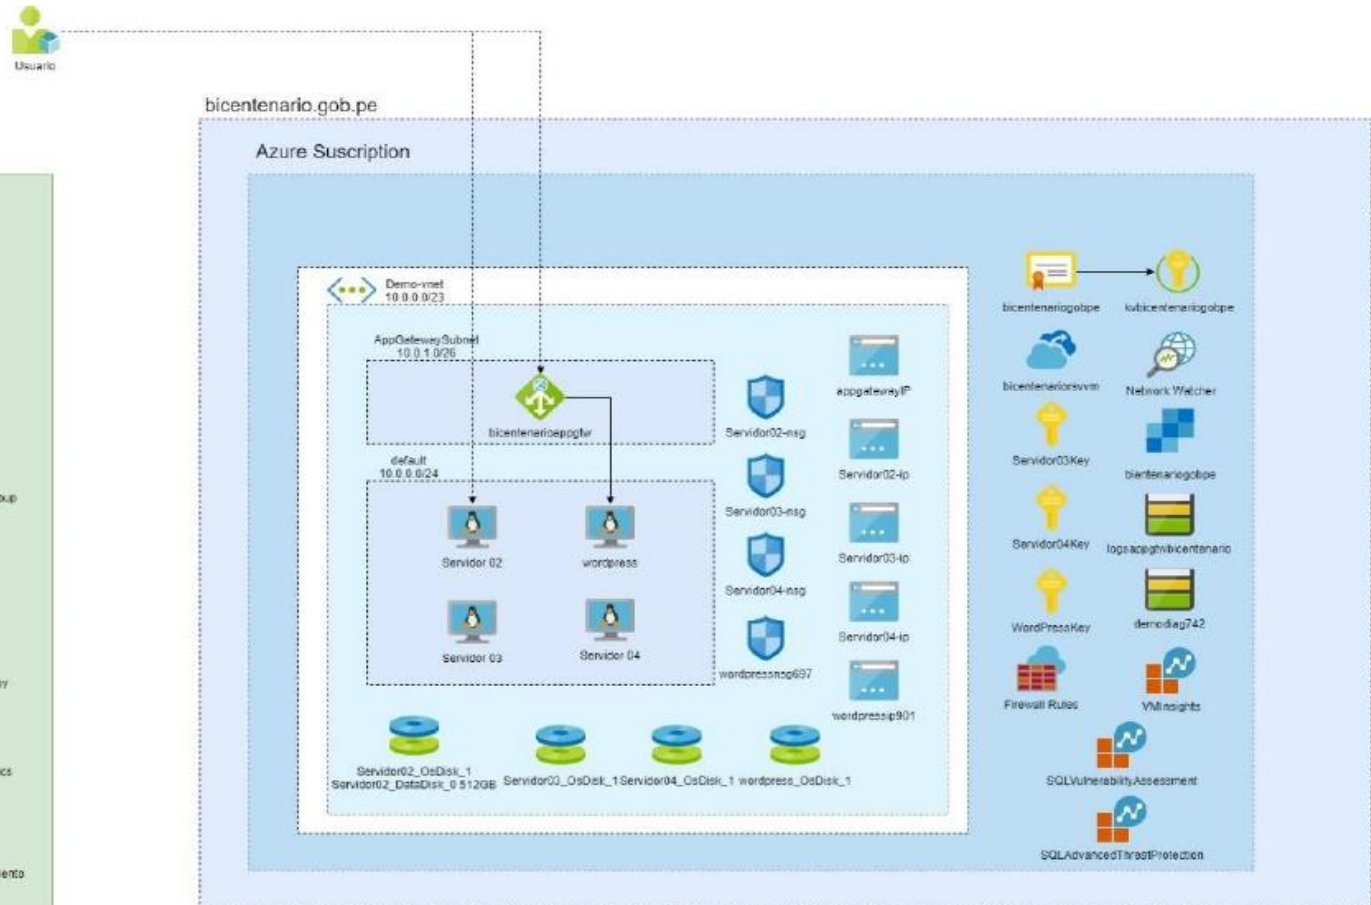 Usuario
bicentenario.gob.pe
Azure Suscription
Demo-vnet
10.0.0.0/23
AppGatewaySubnet
10.0.1.0/26
bicentenarioappgtw
default
10.0.0.0/24
Servidor 02
wordpress
Servidor 03
Servidor 04
Servidor02-nsg
Servidor03-nsg
Servidor04-nsg
wordpressnsg697
appgatewayIP
Servidor02-ip
Servidor03-ip
Servidor04-ip
wordpressip901
Servidor02_OsDisk_1
Servidor02_DataDisk_0 512GB
Servidor03_OsDisk_1
Servidor04_OsDisk_1
wordpress_OsDisk_1
bicentenariogobpe
kvbicentenariogobpe
bicentenariorsvvm
Network Watcher
Servidor03Key
bientenariogobpe
Servidor04Key
logsappgtwbicentenario
WordPressKey
demodiag742
Firewall Rules
VMInsights
SQLVulnerabilityAssessment
SQLAdvancedThreatProtection